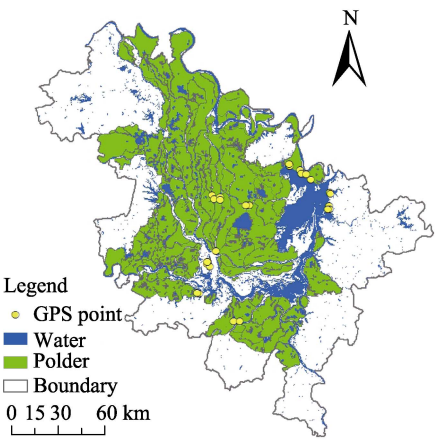 N
Legend
GPS point
Water
Polder
Boundary
0 15 30 60 km